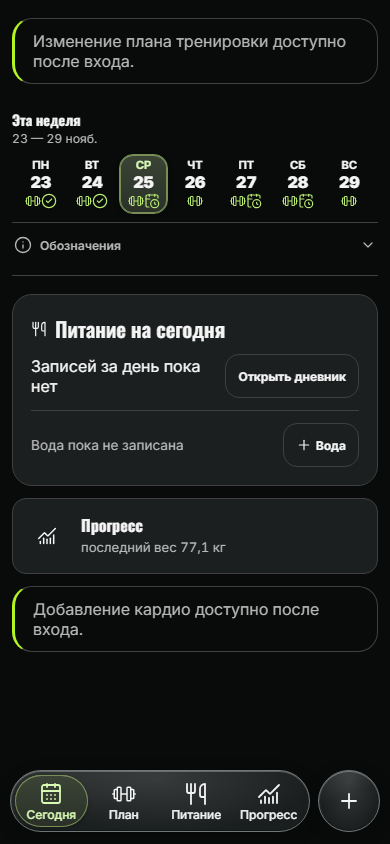 Изменение плана тренировки доступно
после входа.
Эта неделя
23 — 29 нояб.
ПН ВТ СР ЧТ ПТ СБ ВС
23 24 25 26 27 28 29
Обозначения
Питание на сегодня
Записей за день пока
нет
Открыть дневник
Вода пока не записана
+ Вода
Прогресс
последний вес 77,1 кг
Добавление кардио доступно после
входа.
Сегодня План Питание Прогресс